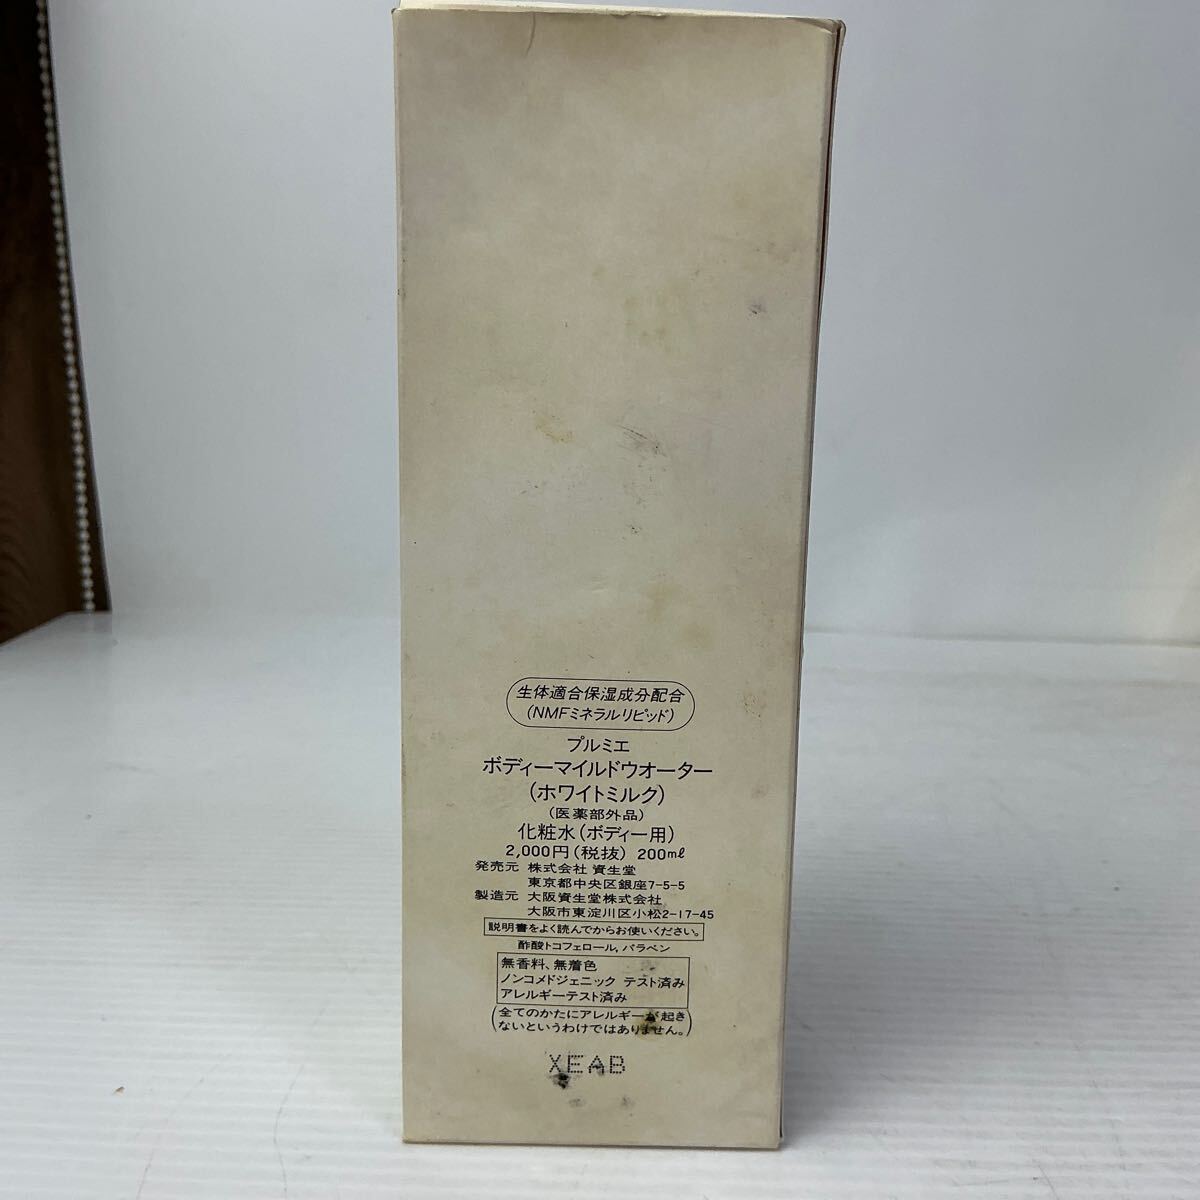 生体適合保湿成分配合
(NMFミネラルリピッド)
プルミエ
ボディーマイルドウオーター
(ホワイトミルク)
(医薬部外品)
化粧水(ボディー用)
2,000円(税抜) 200mℓ
発売元 株式会社 資生堂
東京都中央区銀座7-5-5
製造元 大阪資生堂株式会社
大阪市東淀川区小松2-17-45
説明書をよく読んでからお使いください。
酢酸トコフェロール, パラベン
無香料、無着色
ノンコメドジェニック テスト済み
アレルギーテスト済み
(全てのかたにアレルギーが起き
ないというわけではありません。)
XEAB